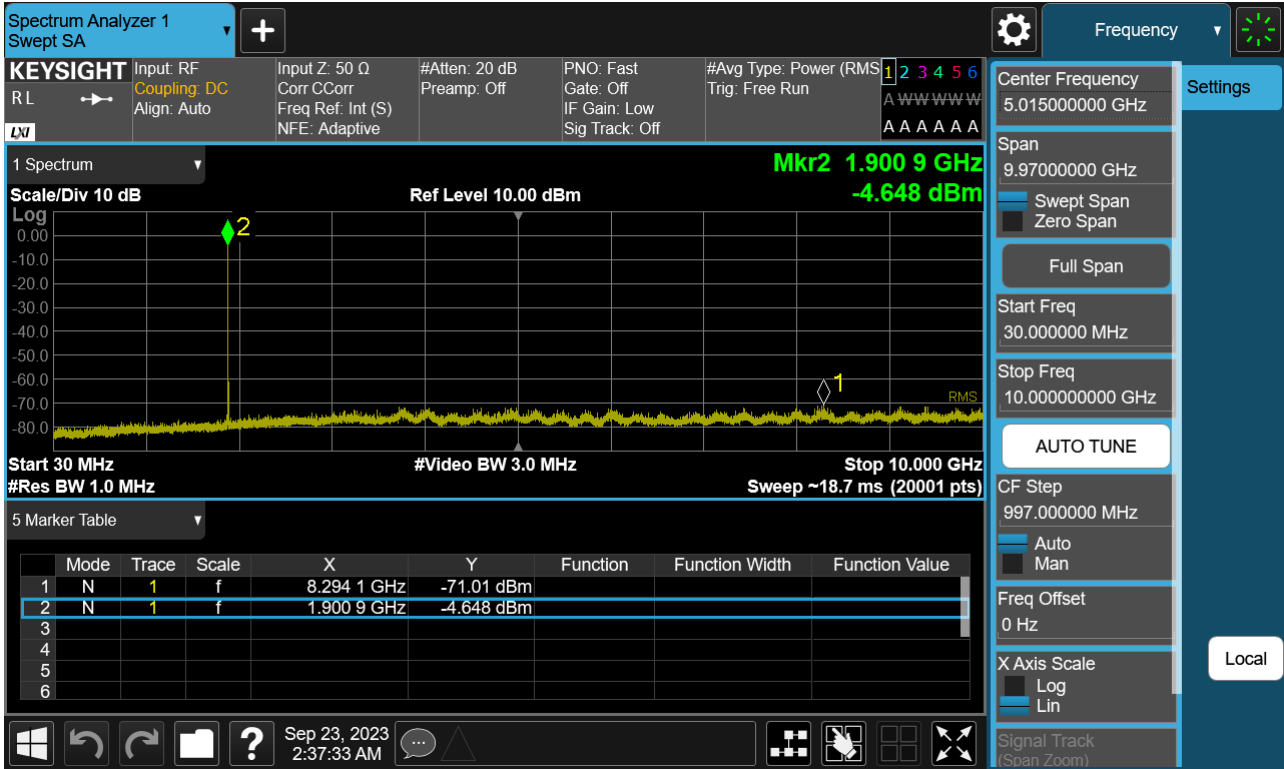 Spectrum Analyzer 1
Swept SA
Frequency
KEYSIGHT
R L
LXI
Input: RF
Coupling: DC
Align: Auto
Input Z: 50 Ω
Corr CCorr
Freq Ref: Int (S)
NFE: Adaptive
#Atten: 20 dB
Preamp: Off
PNO: Fast
Gate: Off
IF Gain: Low
Sig Track: Off
#Avg Type: Power (RMS
Trig: Free Run
1 2 3 4 5 6
A W W W W W
A A A A A A
1 Spectrum
Mkr2 1.900 9 GHz
Scale/Div 10 dB
Ref Level 10.00 dBm
-4.648 dBm
Log
0.00
-10.0
-20.0
-30.0
-40.0
-50.0
-60.0
-70.0
-80.0
2
1
RMS
Start 30 MHz
#Video BW 3.0 MHz
Stop 10.000 GHz
#Res BW 1.0 MHz
Sweep ~18.7 ms (20001 pts)
5 Marker Table
Mode Trace Scale X Y Function Function Width Function Value
1 N 1 f 8.294 1 GHz -71.01 dBm
2 N 1 f 1.900 9 GHz -4.648 dBm
3
4
5
6
Sep 23, 2023
2:37:33 AM
?
Center Frequency
5.015000000 GHz
Settings
Span
9.97000000 GHz
Swept Span
Zero Span
Full Span
Start Freq
30.000000 MHz
Stop Freq
10.000000000 GHz
AUTO TUNE
CF Step
997.000000 MHz
Auto
Man
Freq Offset
0 Hz
X Axis Scale
Log
Lin
Local
Signal Track
(Span Zoom)